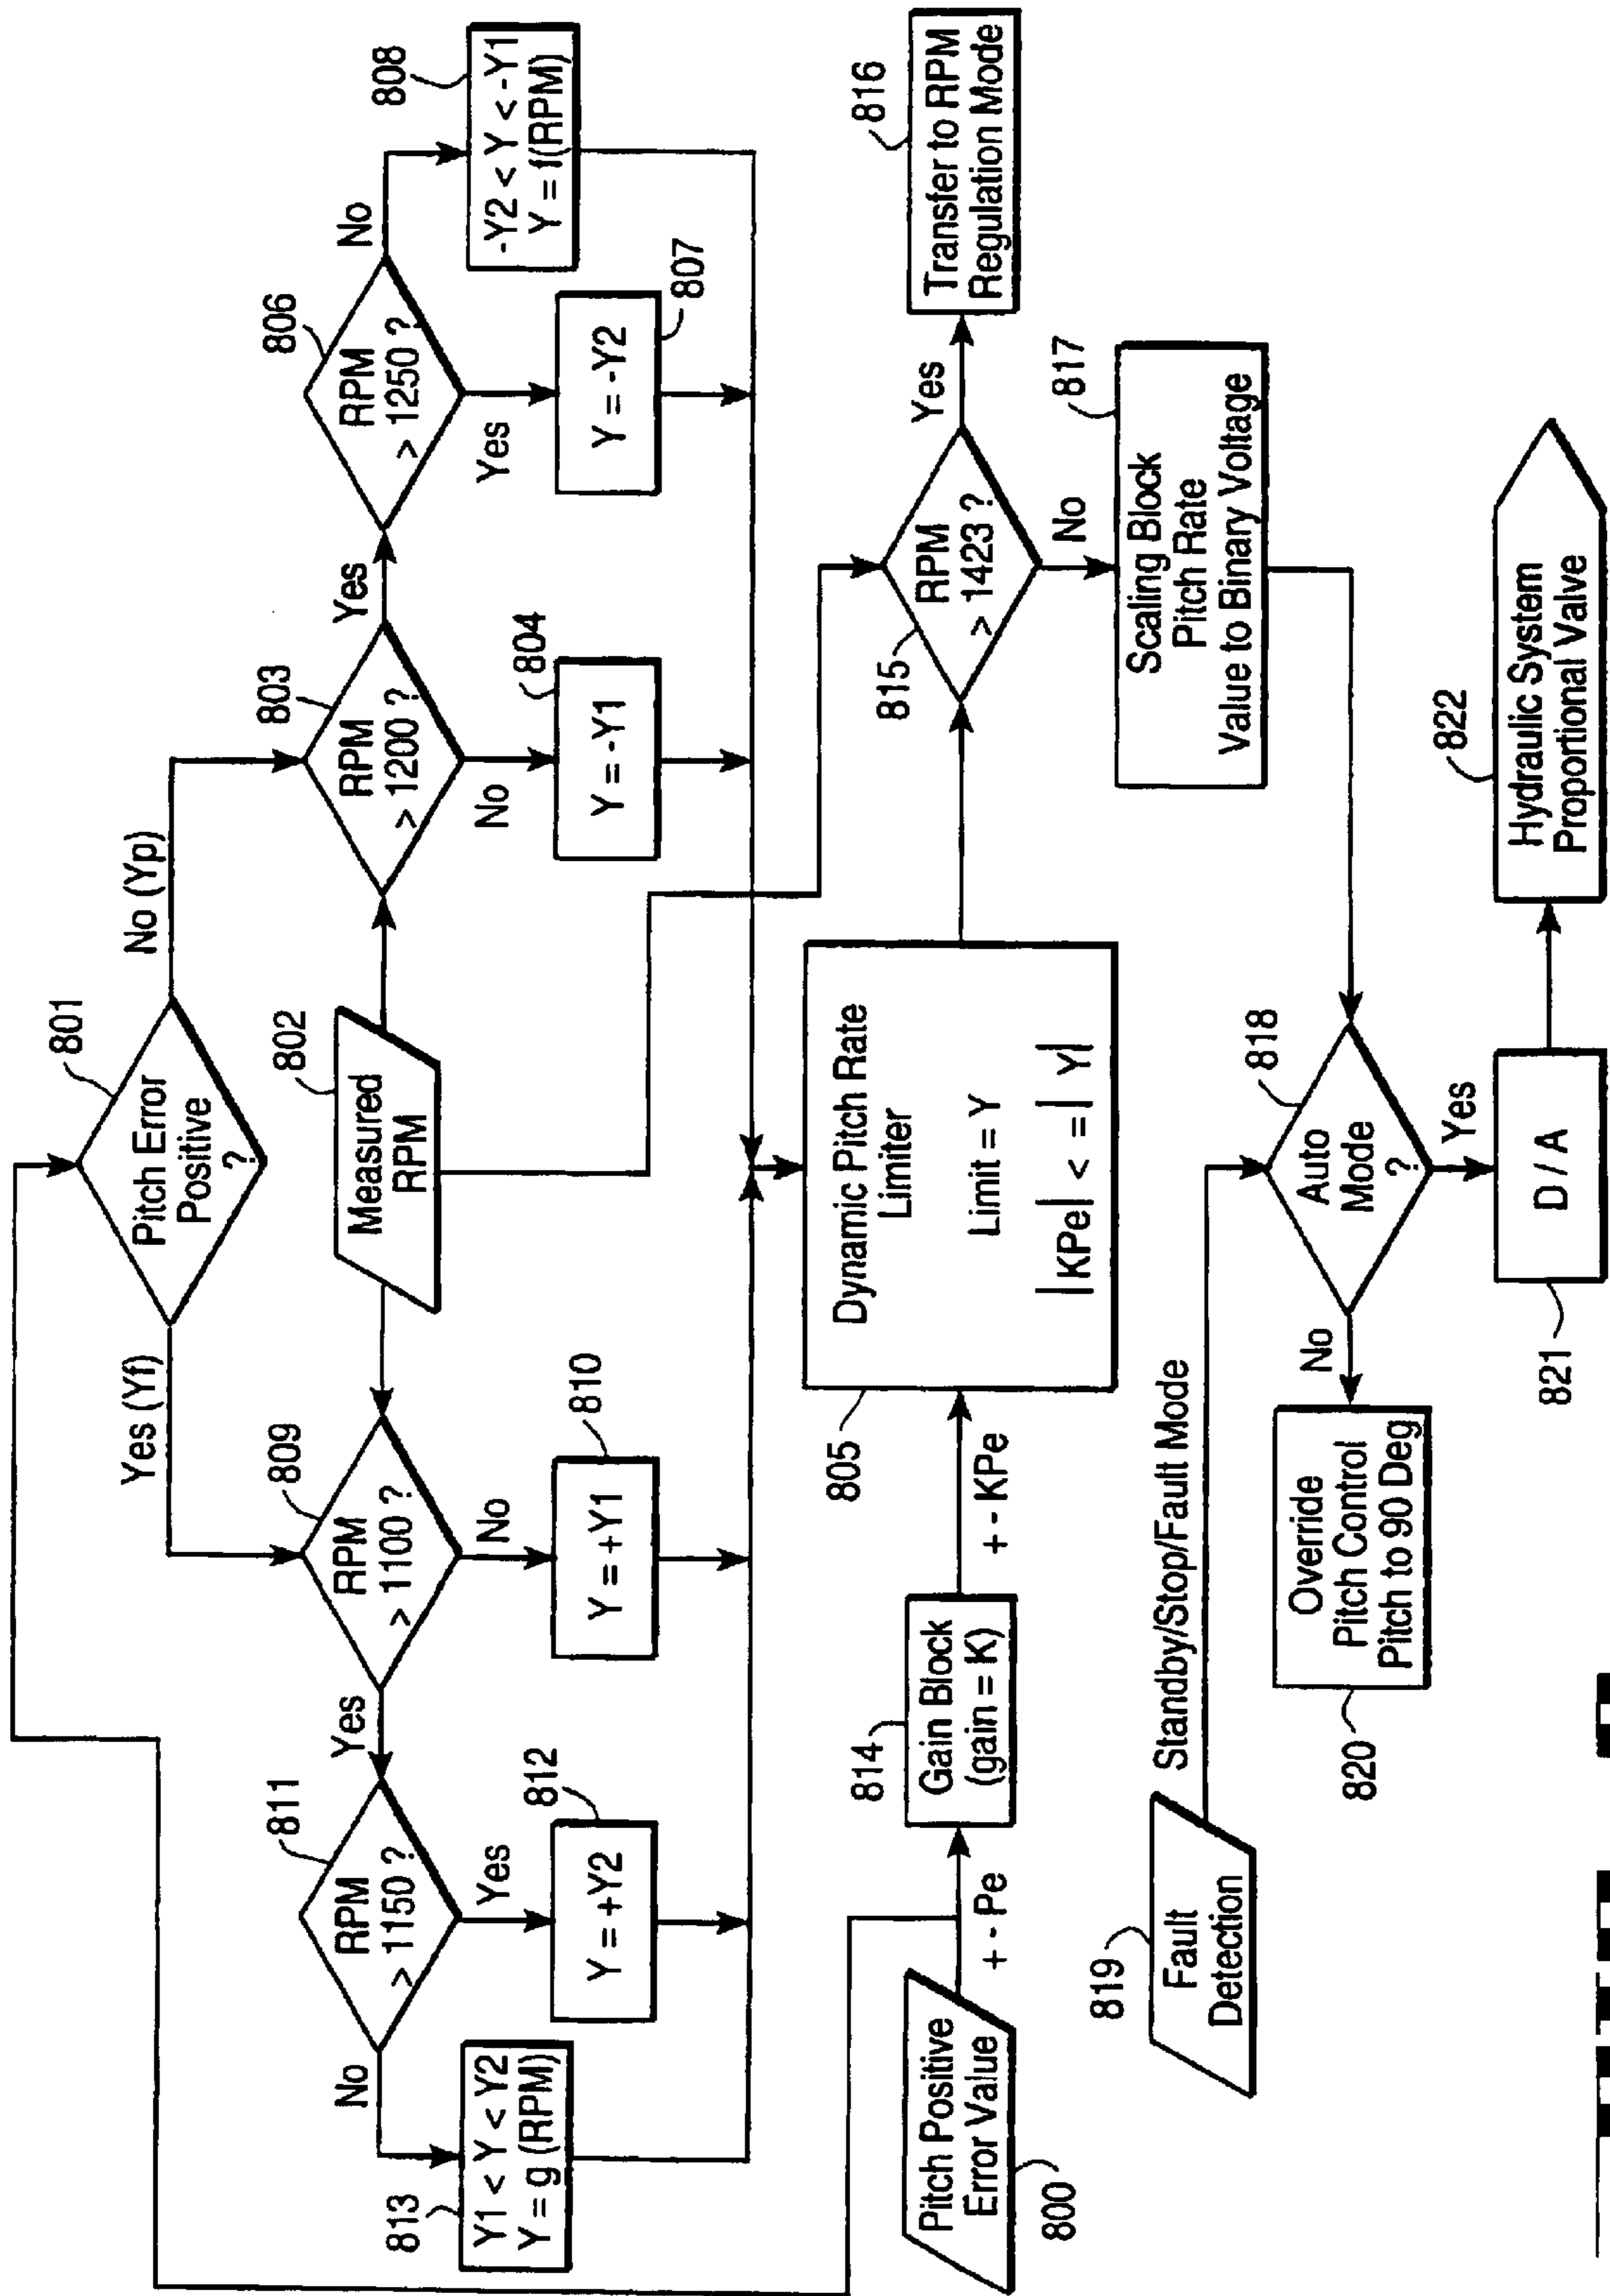 801
Pitch Error
Positive
?
Yes (Yf)
No (Yp)
802
Measured
RPM
811
RPM
> 1150 ?
Yes
No
809
RPM
> 1100 ?
Yes
No
803
RPM
> 1200 ?
Yes
No
806
RPM
> 1250 ?
Yes
No
813
Y1 < Y < Y2
Y = g (RPM)
812
Y = +Y2
810
Y = +Y1
804
Y = -Y1
807
Y = -Y2
808
-Y2 < Y < -Y1
Y = f(RPM)
800
Pitch Positive
Error Value
+ - Pe
814
Gain Block
(gain = K)
+ - KPe
805
Dynamic Pitch Rate
Limiter
Limit = Y
|KPe| < =| Y|
815
RPM
> 1423 ?
Yes
No
816
Transfer to RPM
Regulation Mode
817
Scaling Block
Pitch Rate
Value to Binary Voltage
819
Fault
Detection
Standby/Stop/Fault Mode
818
Auto
Mode
?
No
Yes
820
Override
Pitch Control
Pitch to 90 Deg
821
D / A
822
Hydraulic System
Proportional Valve